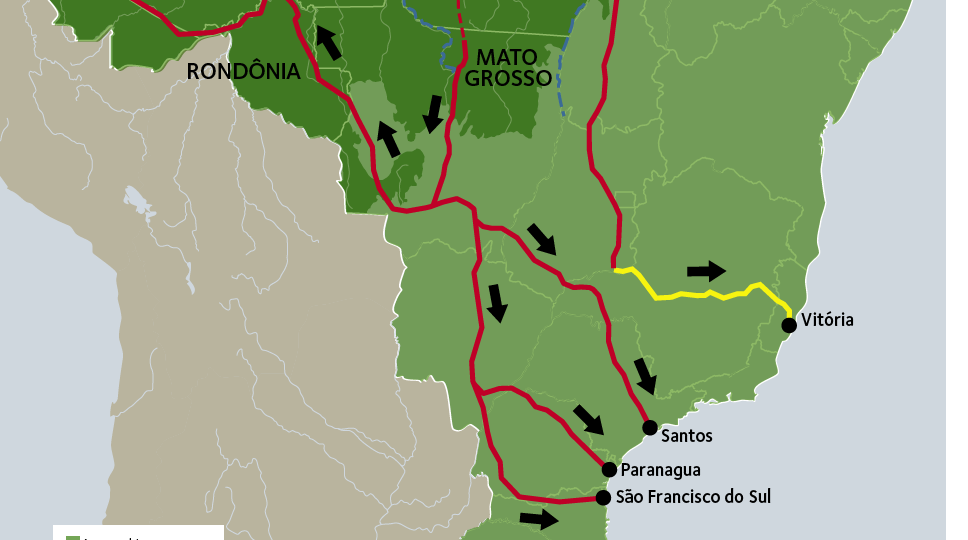 MATO
GROSSO
RONDÔNIA
Vitória
Santos
Paranagua
São Francisco do Sul